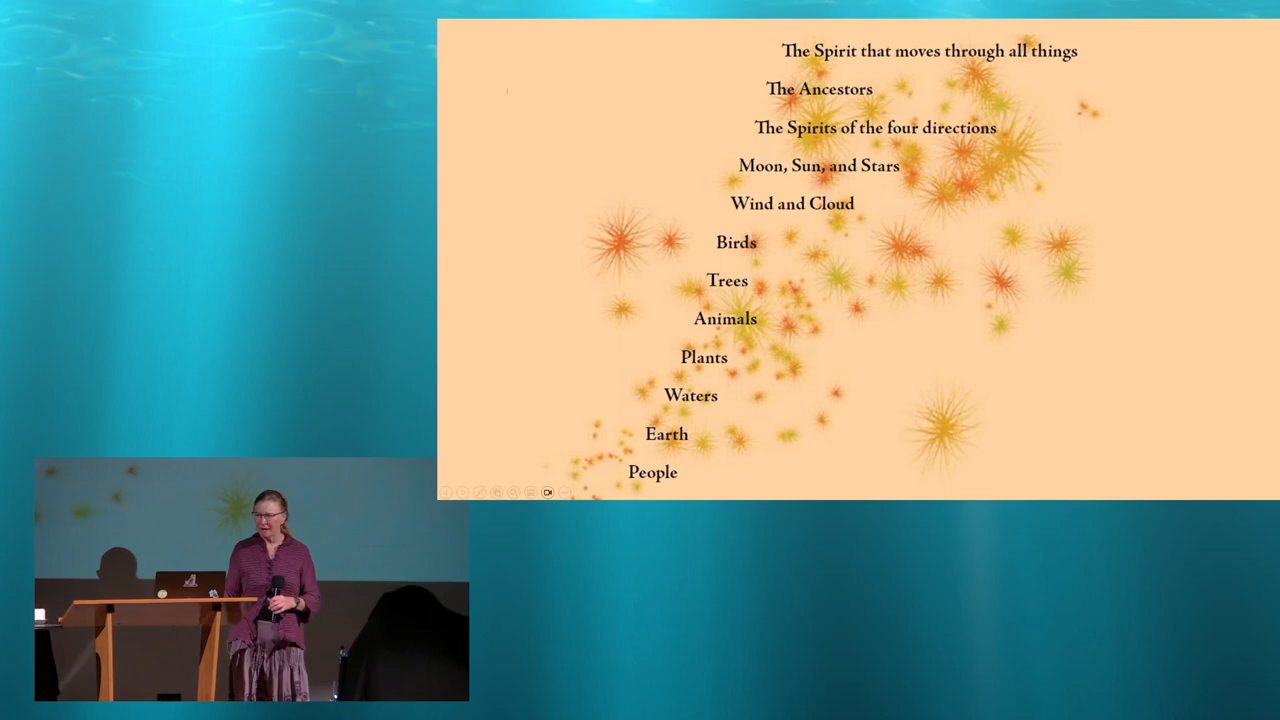 The Spirit that moves through all things
The Ancestors
The Spirits of the four directions
Moon, Sun, and Stars
Wind and Cloud
Birds
Trees
Animals
Plants
Waters
Earth
People